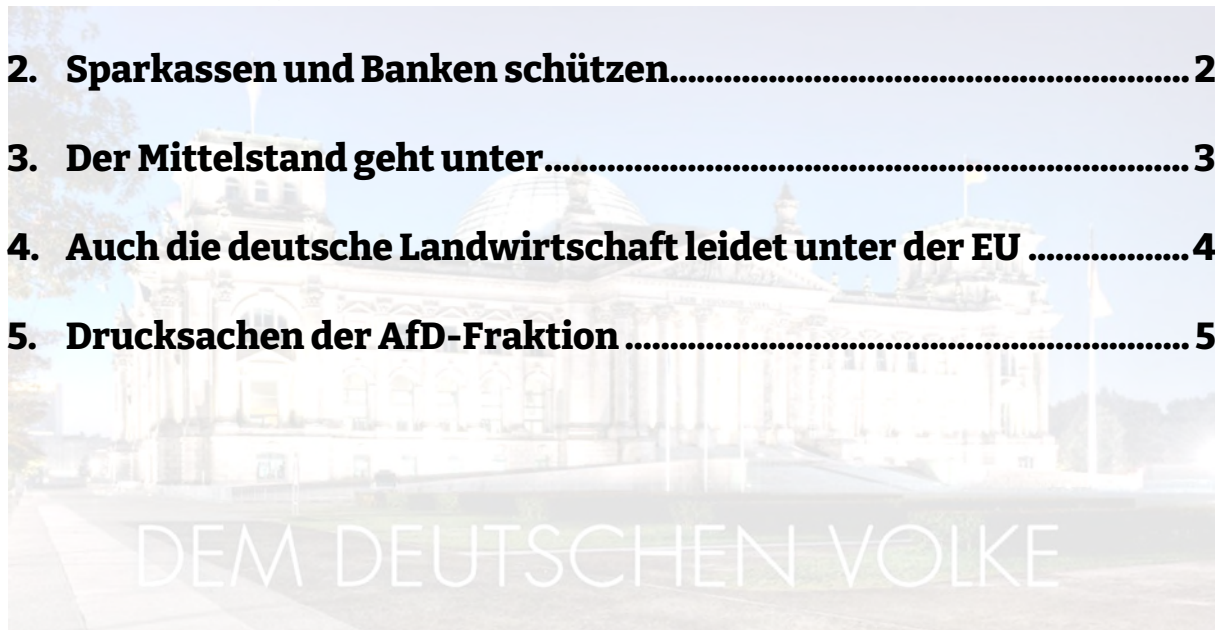 2. Sparkassen und Banken schützen................................................................ 2
3. Der Mittelstand geht unter................................................................................ 3
4. Auch die deutsche Landwirtschaft leidet unter der EU .................. 4
5. Drucksachen der AfD-Fraktion ...................................................................... 5
DEM DEUTSCHEN VOLKE